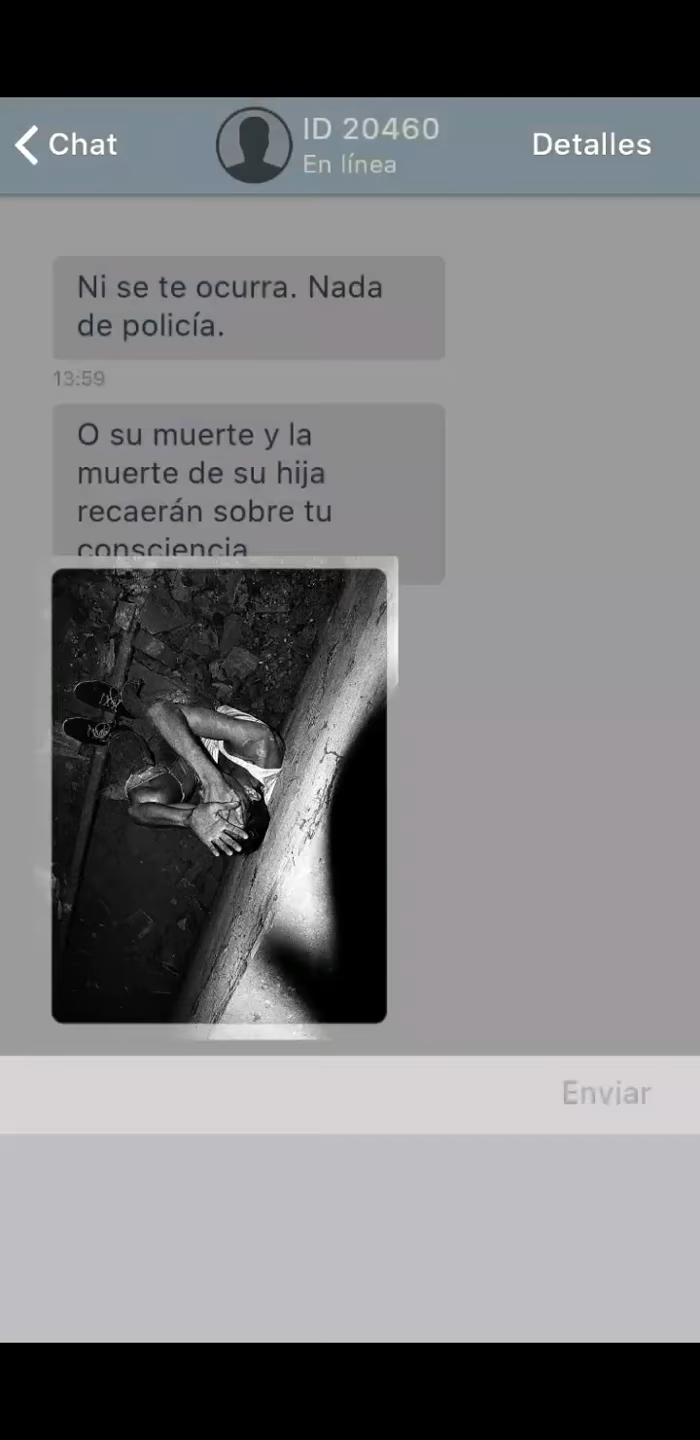 Chat
ID 20460
En línea
Detalles
Ni se te ocurra. Nada
de policía.
13:59
O su muerte y la
muerte de su hija
recaerán sobre tu
consciencia
Enviar